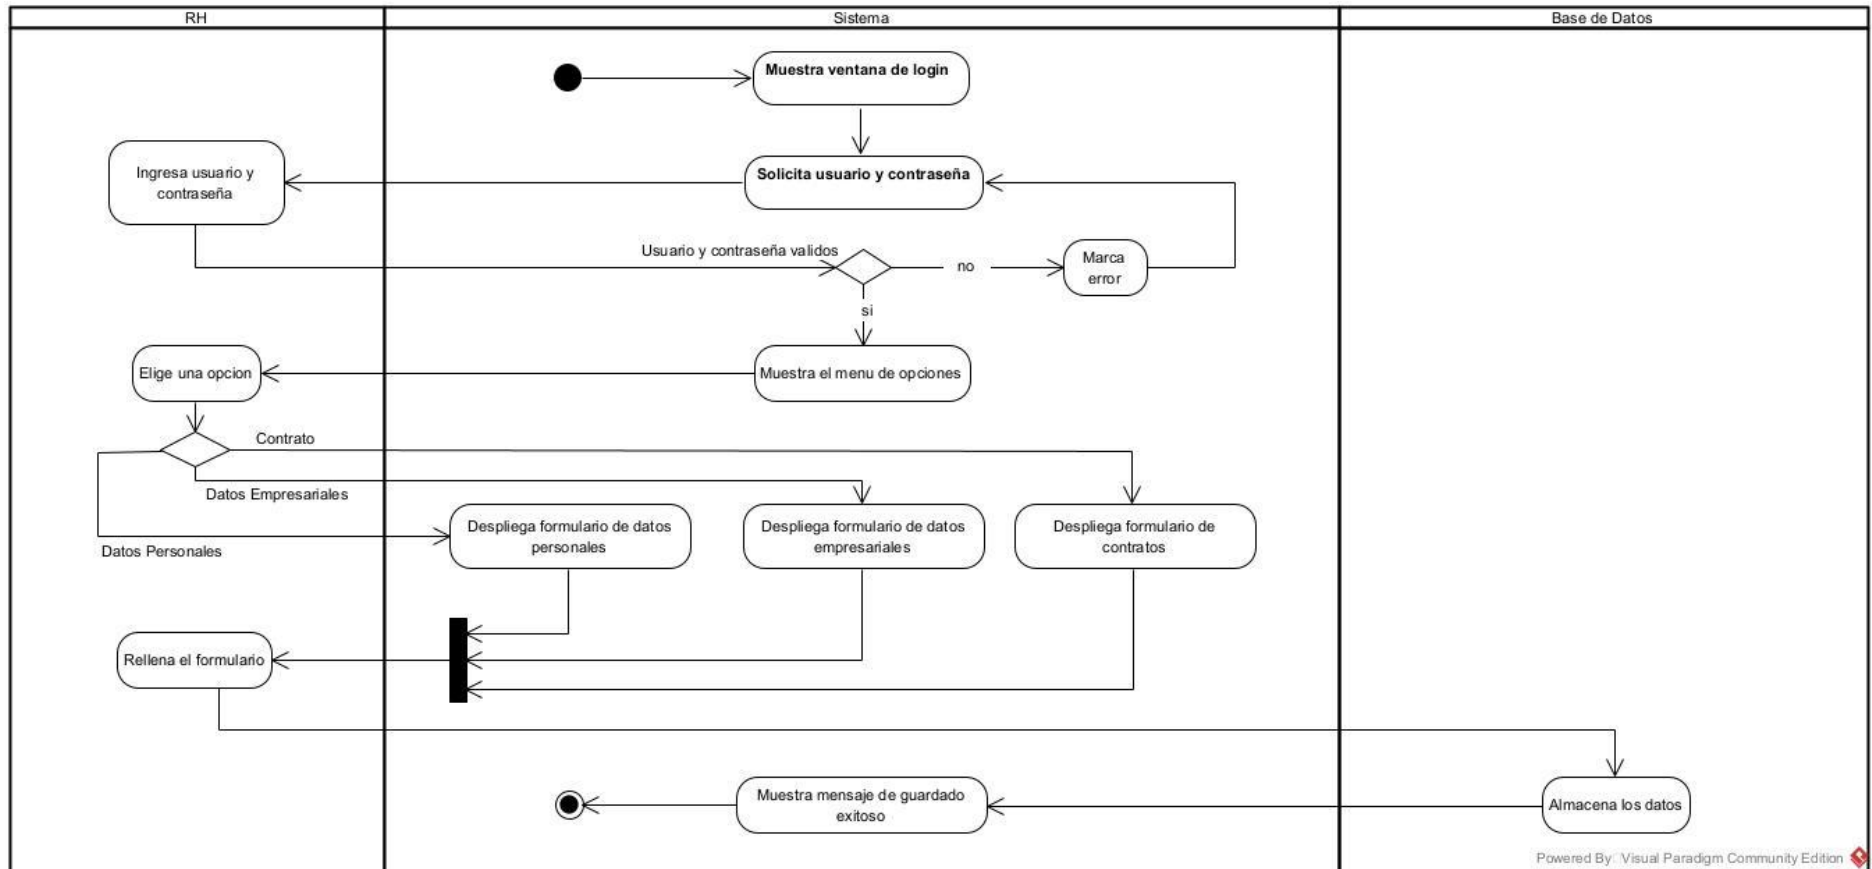 RH
Sistema
Base de Datos
Muestra ventana de login
Solicita usuario y contraseña
Ingresa usuario y
contraseña
Usuario y contraseña validos
no
Marca
error
si
Elige una opcion
Muestra el menu de opciones
Contrato
Datos Empresariales
Datos Personales
Despliega formulario de datos
personales
Despliega formulario de datos
empresariales
Despliega formulario de
contratos
Rellena el formulario
Muestra mensaje de guardado
exitoso
Almacena los datos
Powered By Visual Paradigm Community Edition